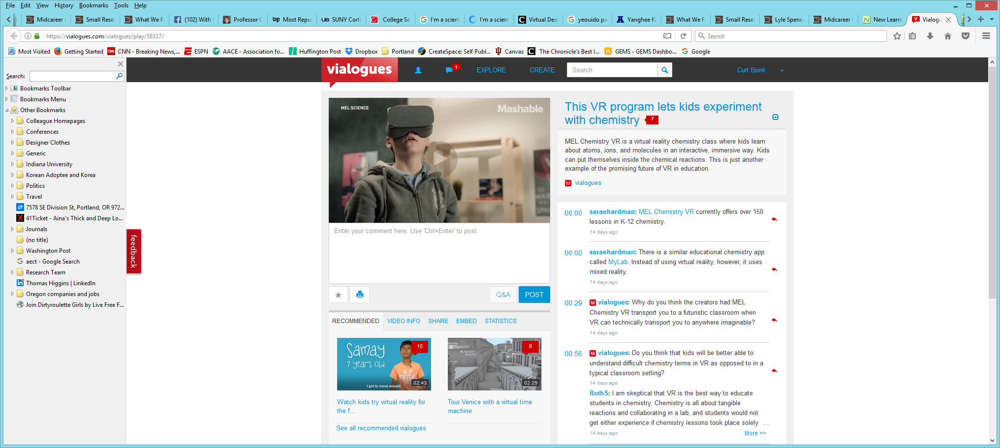 File Edit View History Bookmarks Tools Help
Midcareer Small Rese What We Fi (102) With Professor C Most Repu SUNY Cort College Se I'm a scient I'm a scient Virtual Des yeouido pa Yanghee Ki What We Fi Small Rese Lyle Spenc Midcareer New Learni Vialogu
https://vialogues.com/vialogues/play/38337/ Search
Most Visited Getting Started CNN - Breaking News,... ESPN AACE - Association fo... Huffington Post Dropbox Portland CreateSpace: Self Publ... Canvas The Chronicle's Best I... GEMS - GEMS Dashbo... Google
Search:
Bookmarks Toolbar
Bookmarks Menu
Other Bookmarks
Colleague Homepages
Conferences
Designer Clothes
Generic
Indiana University
Korean Adoptee and Korea
Politics
Travel
7578 SE Division St, Portland, OR 972...
41Ticket - Aina's Thick and Deep Lo...
Journals
(no title)
Washington Post
aect - Google Search
Research Team
Thomas Higgins | LinkedIn
Oregon companies and jobs
Join Dirtyroulette Girls by Live Free F...
feedback
vialogues 1 EXPLORE CREATE Search Curt Bonk
MEL SCIENCE Mashable
Enter your comment here. Use 'Ctrl+Enter' to post.
Q&A POST
RECOMMENDED VIDEO INFO SHARE EMBED STATISTICS
SAMAY
7 YEARS OLD
10
IS IT
FRIDAY
YET?
I got to move around.
02:43
8
02:29
Watch kids try virtual reality for
the f...
Tour Venice with a virtual time
machine
See all recommended vialogues
This VR program lets kids experiment
with chemistry 7
MEL Chemistry VR is a virtual reality chemistry class where kids learn
about atoms, ions, and molecules in an interactive, immersive way. Kids
can put themselves inside the chemical reactions. This is just another
example of the promising future of VR in education.
M vialogues
00:00 saraehardman: MEL Chemistry VR currently offers over 150
lessons in K-12 chemistry.
14 days ago
00:00 saraehardman: There is a similar educational chemistry app
called MyLab. Instead of using virtual reality, however, it uses
mixed reality.
14 days ago
00:29 M vialogues: Why do you think the creators had MEL
Chemistry VR transport you to a futuristic classroom when
VR can technically transport you to anywhere imaginable?
14 days ago
00:56 M vialogues: Do you think that kids will be better able to
understand difficult chemistry terms in VR as opposed to in a
typical classroom setting?
14 days ago
RuthS: I am skeptical that VR is the best way to educate
students in chemistry. Chemistry is all about tangible
reactions and collaborating in a lab, and students would not
get either experience if chemistry lessons took place solely ...
14 days ago More >>